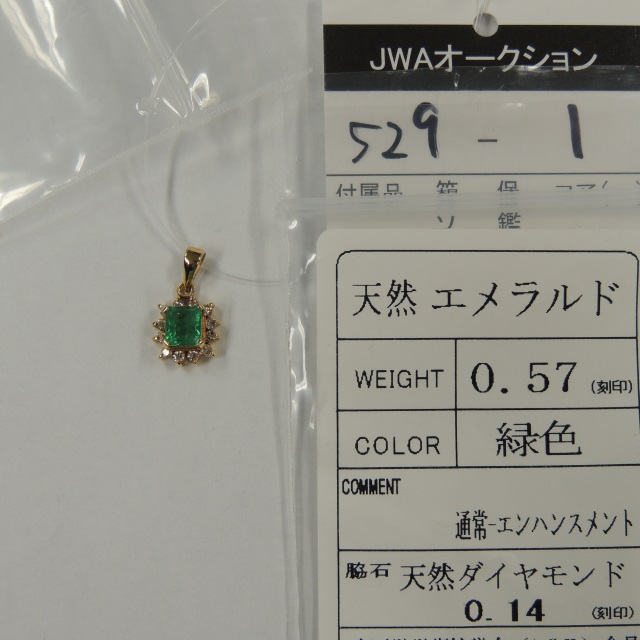 JWAオークション
529 - 1
付属品 箱 保
ソ 鑑
天然 エメラルド
WEIGHT 0.57 (刻印)
COLOR 緑色
COMMENT
通常-エンハンスメント
脇石 天然ダイヤモンド
0.14 (刻印)